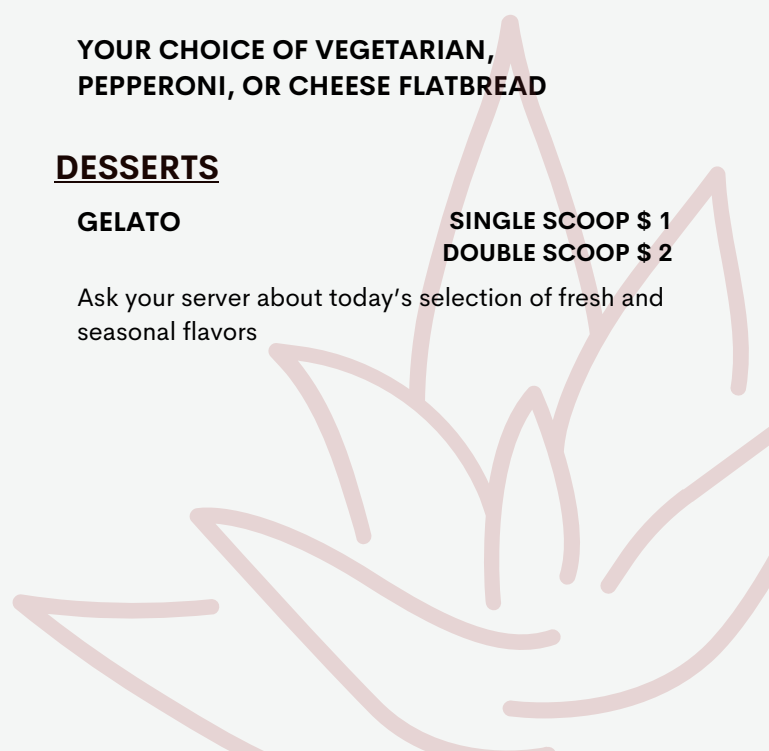 YOUR CHOICE OF VEGETARIAN,
PEPPERONI, OR CHEESE FLATBREAD
DESSERTS
GELATO
SINGLE SCOOP $ 1
DOUBLE SCOOP $ 2
Ask your server about today’s selection of fresh and
seasonal flavors